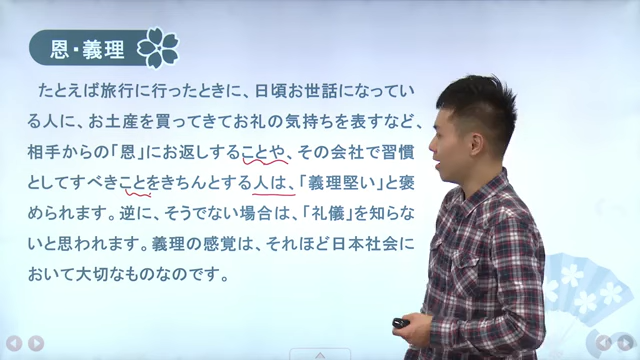 恩・義理
たとえば旅行に行ったときに、日頃お世話になってい
る人に、お土産を買ってきてお礼の気持ちを表すなど、
相手からの「恩」にお返しすることや、その会社で習慣
としてすべきことをきちんとする人は、「義理堅い」と褒
められます。逆に、そうでない場合は、「礼儀」を知らな
いと思われます。義理の感覚は、それほど日本社会に
おいて大切なものなのです。